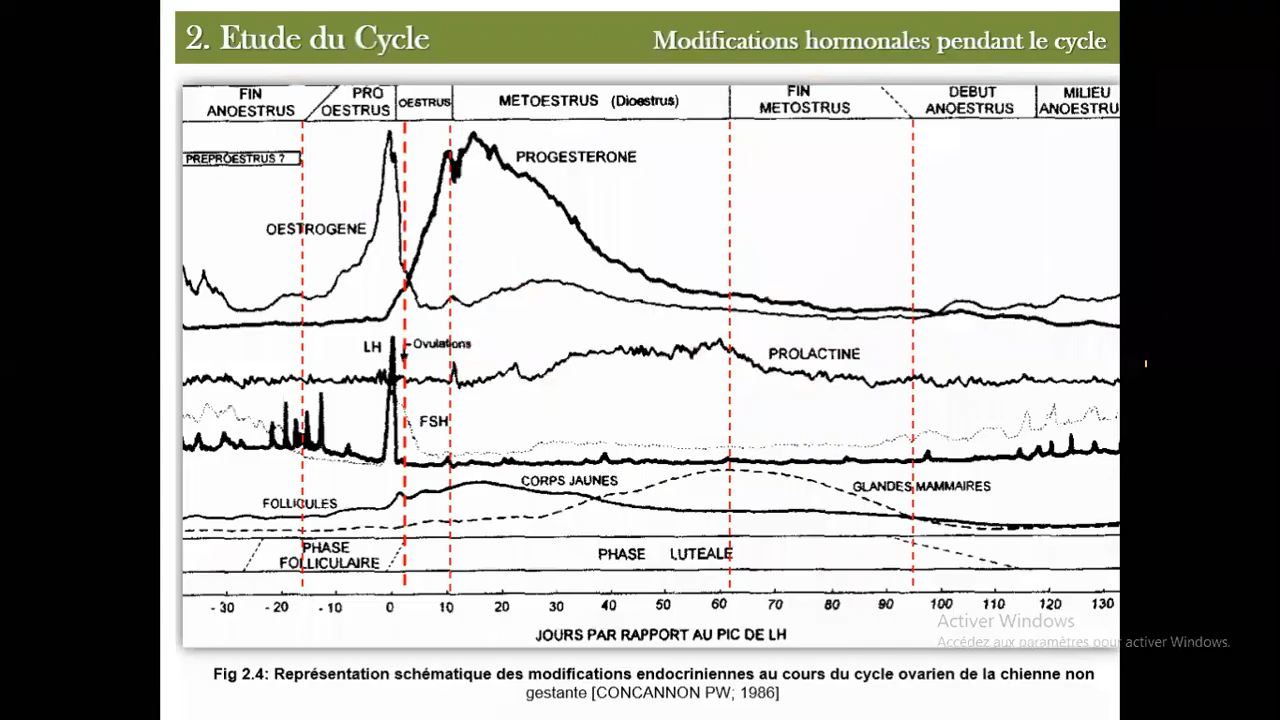 2. Etude du Cycle
Modifications hormonales pendant le cycle
FIN ANOESTRUS
PRO OESTRUS
OESTRUS
METOESTRUS (Dioestrus)
FIN METOSTRUS
DEBUT ANOESTRUS
MILIEU ANOESTRU
PREPROESTRUS ?
PROGESTERONE
OESTROGENE
LH
Ovulations
PROLACTINE
FSH
CORPS JAUNES
GLANDES MAMMAIRES
FOLLICULES
PHASE FOLLICULAIRE
PHASE LUTEALE
- 30 - 20 - 10 0 10 20 30 40 50 60 70 80 90 100 110 120 130
JOURS PAR RAPPORT AU PIC DE LH
Activer Windows
Accédez aux paramètres pour activer Windows.
Fig 2.4: Représentation schématique des modifications endocriniennes au cours du cycle ovarien de la chienne non
gestante [CONCANNON PW; 1986]